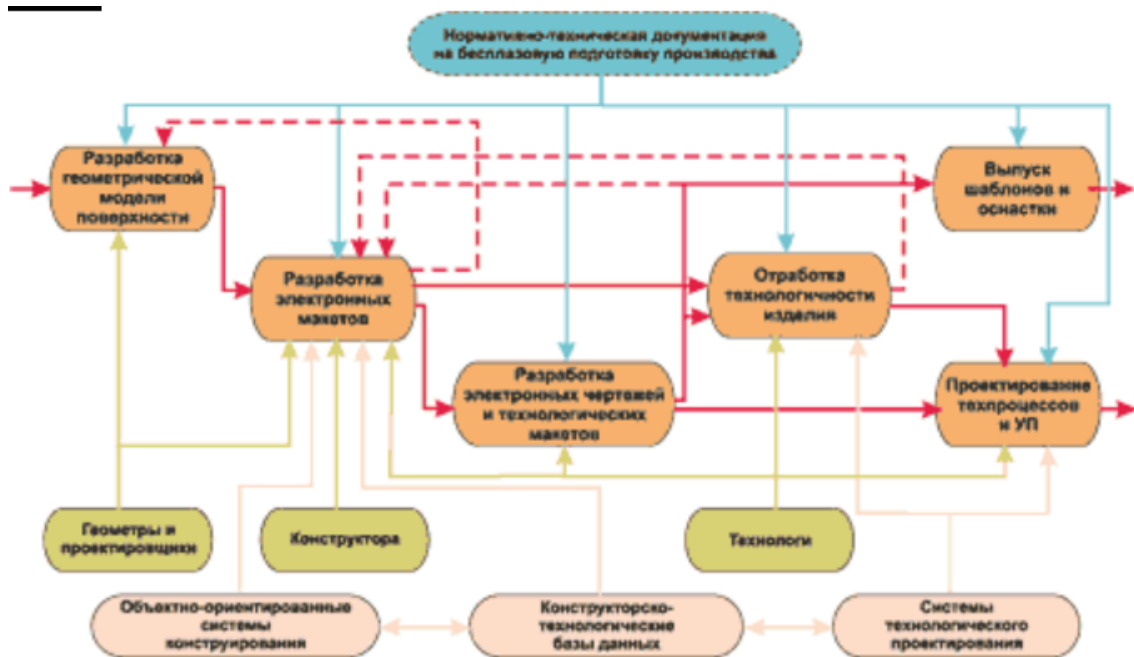 Нормативно-техническая документация
на бесплазовую подготовку производства
Разработка
геометрической
модели
поверхности
Выпуск
шаблонов и
оснастки
Разработка
электронных
макетов
Отработка
технологичности
изделия
Разработка
электронных чертежей
и технологических
макетов
Проектирование
техпроцессов
и УП
Геометры и
проектировщики
Конструктора
Технологи
Объектно-ориентированные
системы
конструирования
Конструкторско-
технологические
базы данных
Системы
технологического
проектирования